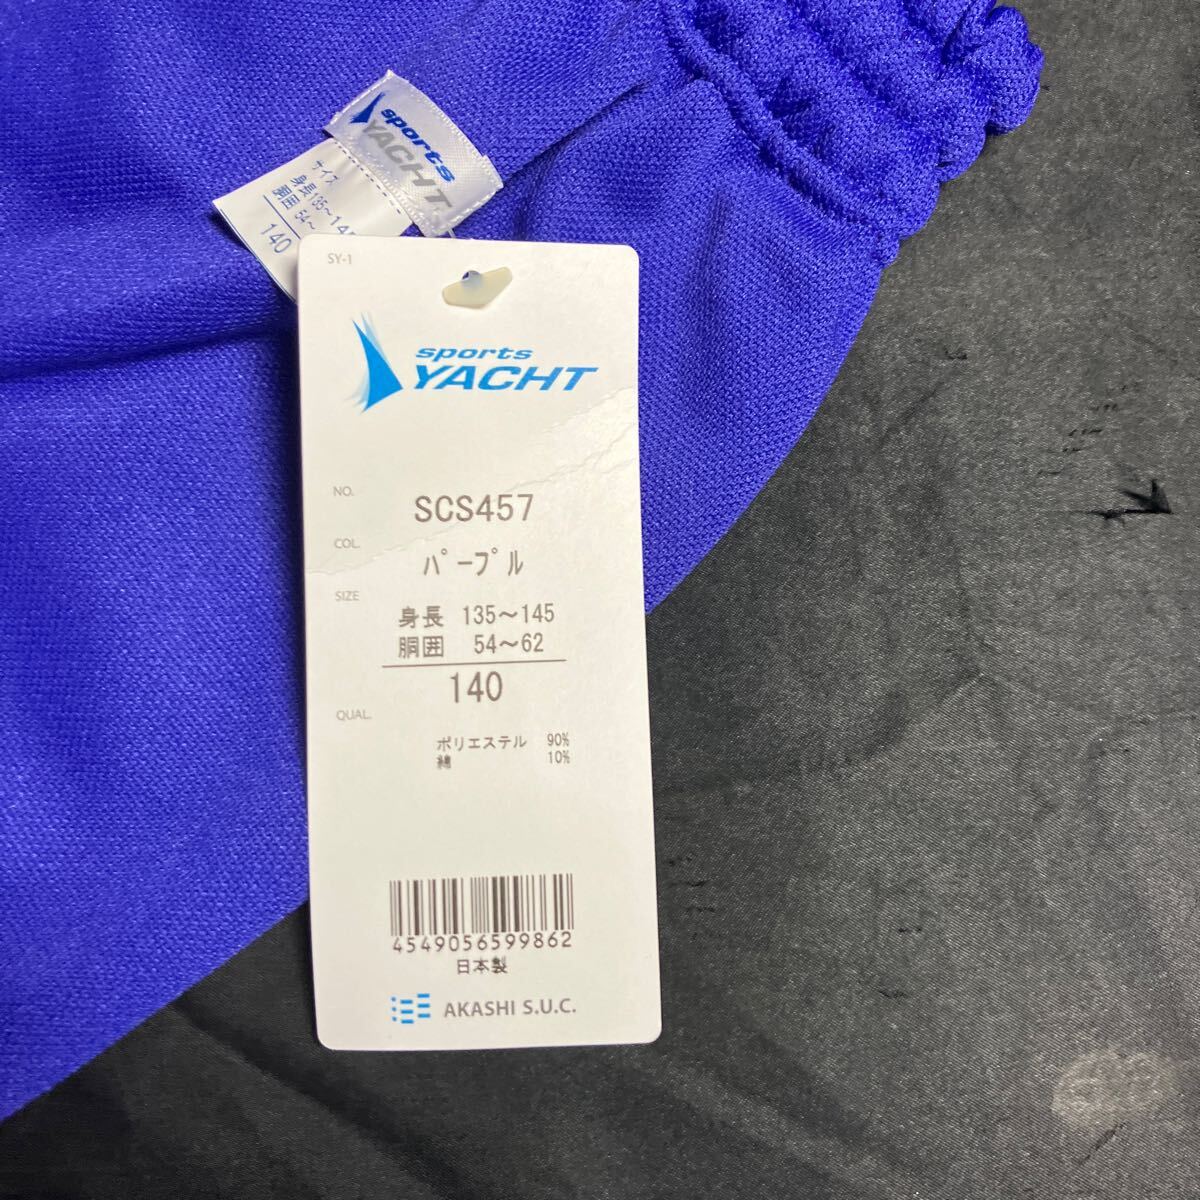 sports
YACHT
サイズ
身長 135～145
胴囲 54～
140
SY-1
sports
YACHT
NO.
SCS457
COL.
パープル
SIZE
身長 135～145
胴囲 54～62
140
QUAL.
ポリエステル 90%
綿 10%
4549056599862
日本製
AKASHI S.U.C.